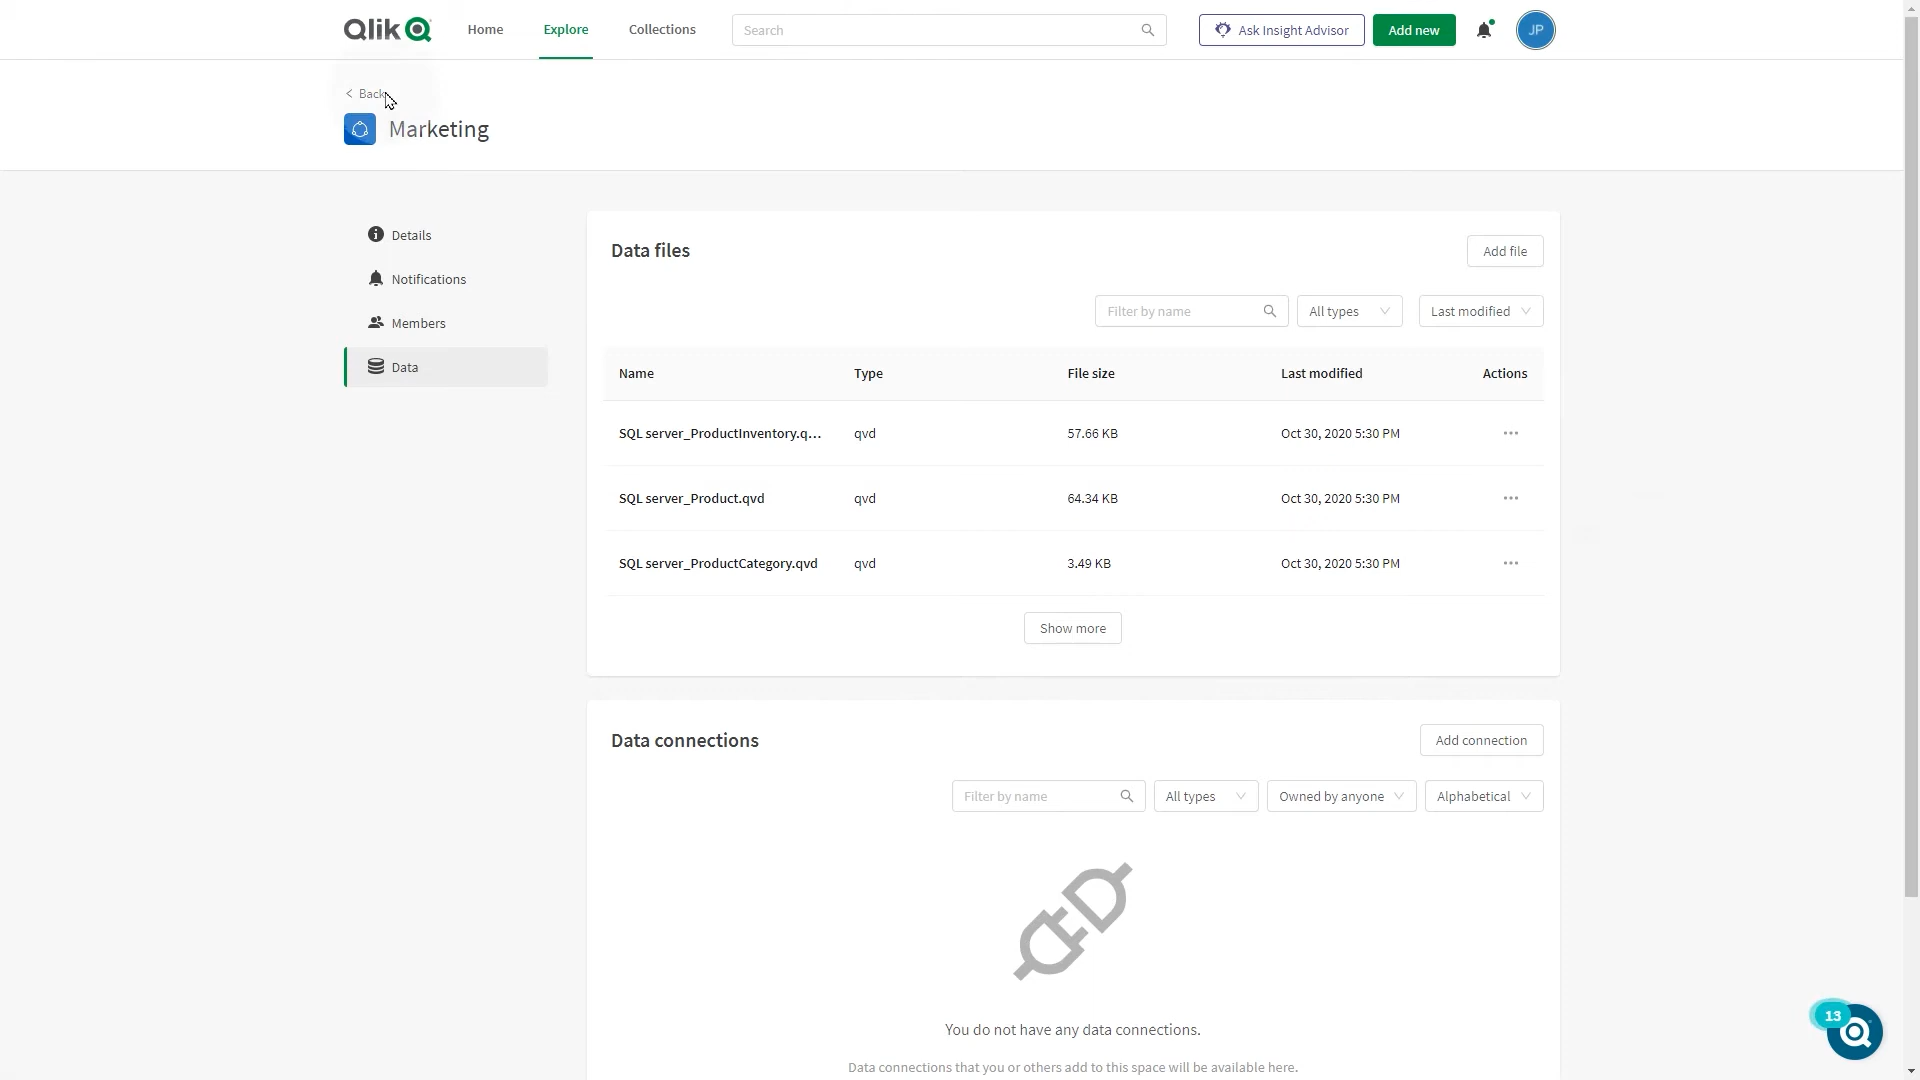 Qlik
Home
Explore
Collections
Search
Ask Insight Advisor
Add new
JP
< Back
Marketing
Details
Notifications
Members
Data
Data files
Add file
Filter by name
All types
Last modified
Name Type File size Last modified Actions
SQL server_ProductInventory.q... qvd 57.66 KB Oct 30, 2020 5:30 PM
SQL server_Product.qvd qvd 64.34 KB Oct 30, 2020 5:30 PM
SQL server_ProductCategory.qvd qvd 3.49 KB Oct 30, 2020 5:30 PM
Show more
Data connections
Add connection
Filter by name
All types
Owned by anyone
Alphabetical
You do not have any data connections.
Data connections that you or others add to this space will be available here.
13